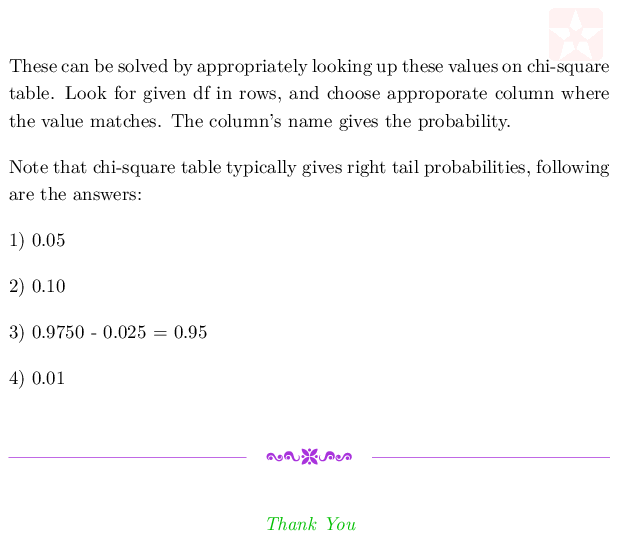 These can be solved by appropriately looking up these values on chi-square
table. Look for given df in rows, and choose approporate column where
the value matches. The column's name gives the probability.
Note that chi-square table typically gives right tail probabilities, following
are the answers:
1) 0.05
2) 0.10
3) 0.9750 - 0.025 = 0.95
4) 0.01
Thank You